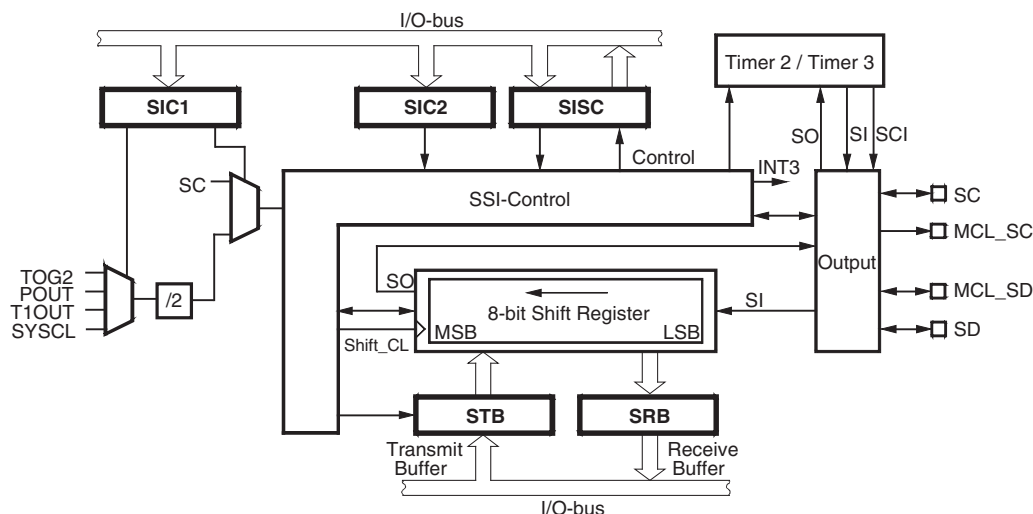 I/O-bus
Timer 2 / Timer 3
SIC1
SIC2
SISC
SO
SI
SCI
Control
INT3
SC
SSI-Control
SC
MCL_SC
Output
TOG2
POUT
T1OUT
SYSCL
/2
SO
SI
MCL_SD
8-bit Shift Register
MSB
LSB
SD
Shift_CL
STB
SRB
Transmit
Buffer
Receive
Buffer
I/O-bus